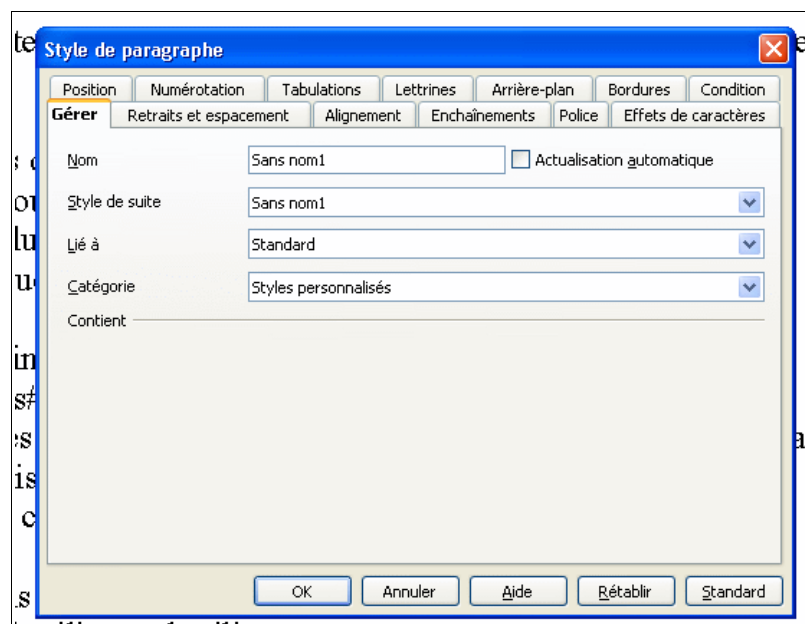 Style de paragraphe
Position Numérotation Tabulations Lettrines Arrière-plan Bordures Condition
Gérer Retraits et espacement Alignement Enchaînements Police Effets de caractères
Nom Sans nom1 Actualisation automatique
Style de suite Sans nom1
Lié à Standard
Catégorie Styles personnalisés
Contient
OK Annuler Aide Rétablir Standard